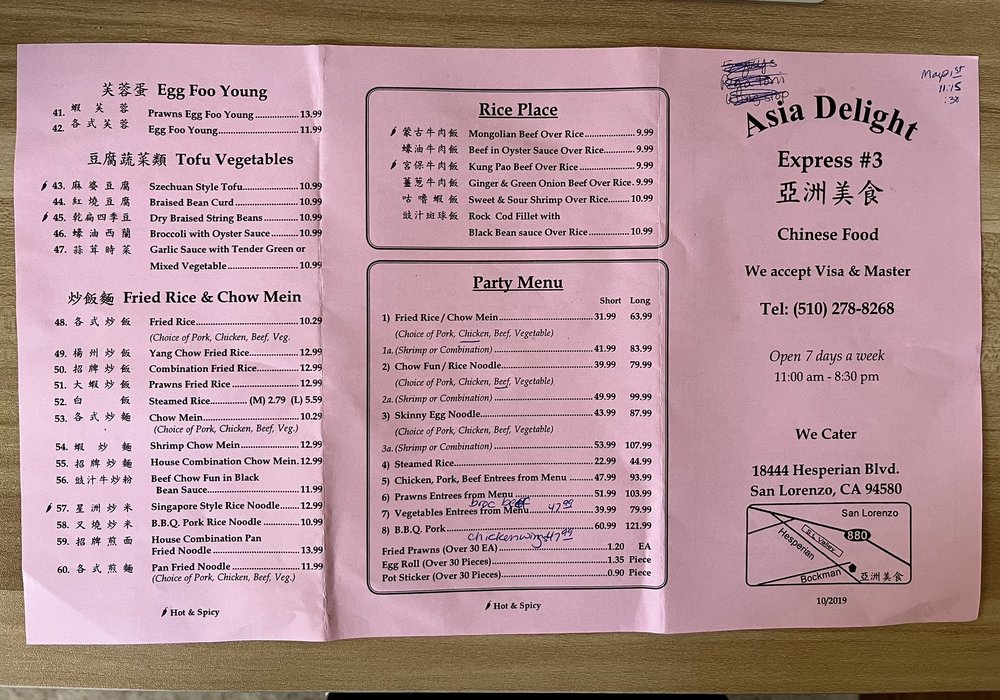 芙蓉蛋 Egg Foo Young
41. 蝦芙蓉 Prawns Egg Foo Young 13.99
42. 各式芙蓉 Egg Foo Young 11.99
豆腐蔬菜類 Tofu Vegetables
43. 麻婆豆腐 Szechuan Style Tofu 10.99
44. 紅燒豆腐 Braised Bean Curd 10.99
45. 乾扁四季豆 Dry Braised String Beans 10.99
46. 蠔油西蘭 Broccoli with Oyster Sauce 10.99
47. 蒜茸時菜 Garlic Sauce with Tender Green or
Mixed Vegetable 10.99
炒飯麵 Fried Rice & Chow Mein
48. 各式炒飯 Fried Rice 10.29
(Choice of Pork, Chicken, Beef, Veg.
49. 楊州炒飯 Yang Chow Fried Rice 12.99
50. 招牌炒飯 Combination Fried Rice 12.99
51. 大蝦炒飯 Prawns Fried Rice 12.99
52. 白飯 Steamed Rice (M) 2.79 (L) 5.59
53. 各式炒麵 Chow Mein 10.29
(Choice of Pork, Chicken, Beef, Veg.)
54. 蝦炒麵 Shrimp Chow Mein 12.99
55. 招牌炒麵 House Combination Chow Mein. 12.99
56. 豉汁牛炒粉 Beef Chow Fun in Black
Bean Sauce 11.99
57. 星洲炒米 Singapore Style Rice Noodle 12.99
58. 叉燒炒米 B.B.Q. Pork Rice Noodle 10.99
59. 招牌煎麵 House Combination Pan
Fried Noodle 13.99
60. 各式煎麵 Pan Fried Noodle 11.99
(Choice of Pork, Chicken, Beef, Veg.)
Hot & Spicy
Rice Place
蒙古牛肉飯 Mongolian Beef Over Rice 9.99
蠔油牛肉飯 Beef in Oyster Sauce Over Rice 9.99
宮保牛肉飯 Kung Pao Beef Over Rice 9.99
薑蔥牛肉飯 Ginger & Green Onion Beef Over Rice. 9.99
咕嚕蝦飯 Sweet & Sour Shrimp Over Rice 10.99
豉汁斑球飯 Rock Cod Fillet with
Black Bean sauce Over Rice 10.99
Party Menu
Short Long
1) Fried Rice / Chow Mein 31.99 63.99
(Choice of Pork, Chicken, Beef, Vegetable)
1a. (Shrimp or Combination) 41.99 83.99
2) Chow Fun / Rice Noodle 39.99 79.99
(Choice of Pork, Chicken, Beef, Vegetable)
2a. (Shrimp or Combination) 49.99 99.99
3) Skinny Egg Noodle 43.99 87.99
(Choice of Pork, Chicken, Beef, Vegetable)
3a. (Shrimp or Combination) 53.99 107.99
4) Steamed Rice 22.99 44.99
5) Chicken, Pork, Beef Entrees from Menu 47.99 93.99
6) Prawns Entrees from Menu 51.99 103.99
broc beef 47.99
7) Vegetables Entrees from Menu 39.99 79.99
8) B.B.Q. Pork 60.99 121.99
chicken wing
Fried Prawns (Over 30 EA) 1.20 EA
Egg Roll (Over 30 Pieces) 1.35 Piece
Pot Sticker (Over 30 Pieces) 0.90 Piece
Hot & Spicy
May 1st
11:15
:30
Asia Delight
Express #3
亞洲美食
Chinese Food
We accept Visa & Master
Tel: (510) 278-8268
Open 7 days a week
11:00 am - 8:30 pm
We Cater
18444 Hesperian Blvd.
San Lorenzo, CA 94580
San Lorenzo
880
S L Valley
Hesperian
Bockman
亞洲美食
10/2019